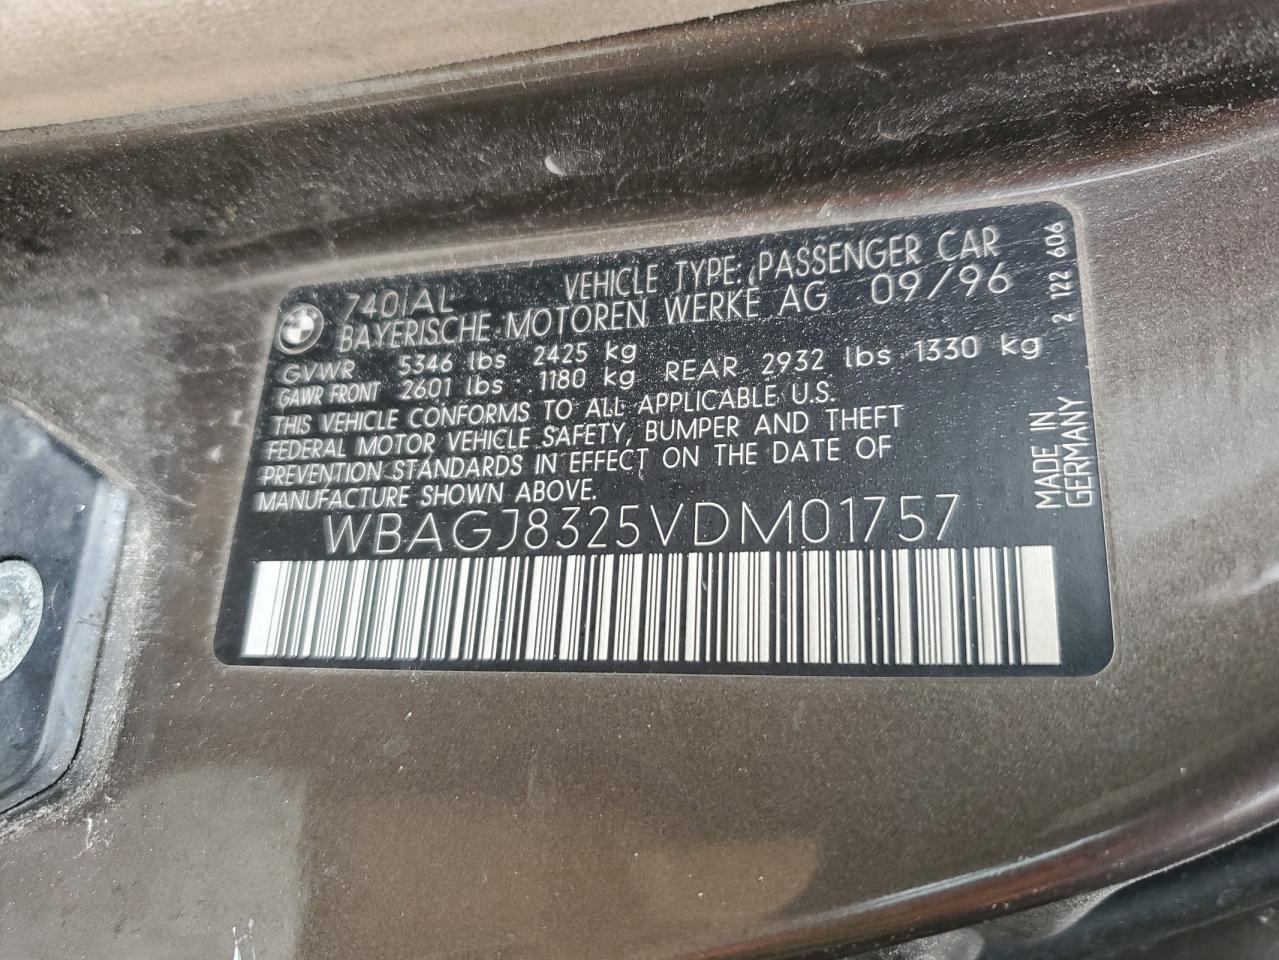 740IAL VEHICLE TYPE, PASSENGER CAR
BAYERISCHE MOTOREN WERKE AG 09/96
GVWR 5346 lbs 2425 kg
GAWR FRONT 2601 lbs 1180 kg REAR 2932 lbs 1330 kg
THIS VEHICLE CONFORMS TO ALL APPLICABLE U.S.
FEDERAL MOTOR VEHICLE SAFETY, BUMPER AND THEFT
PREVENTION STANDARDS IN EFFECT ON THE DATE OF
MANUFACTURE SHOWN ABOVE.
WBAGJ8325VDM01757
2 122 606
MADE IN
GERMANY